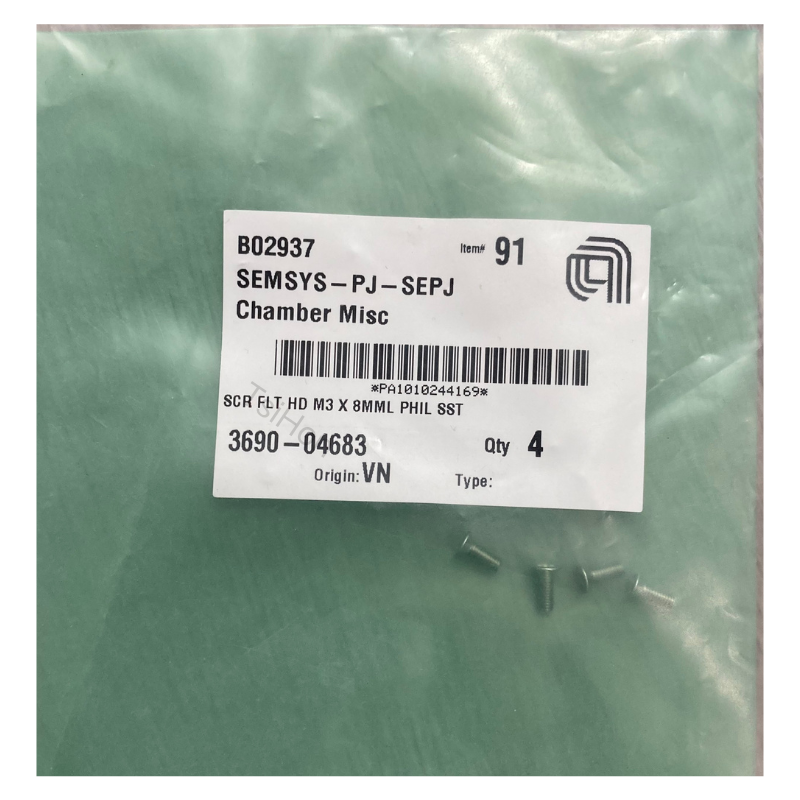 B02937 Item# 91
SEMSYS-PJ-SEPJ
Chamber Misc
*PA1010244169*
SCR FLT HD M3 X 8MML PHIL SST
3690-04683 Qty 4
Origin: VN Type: